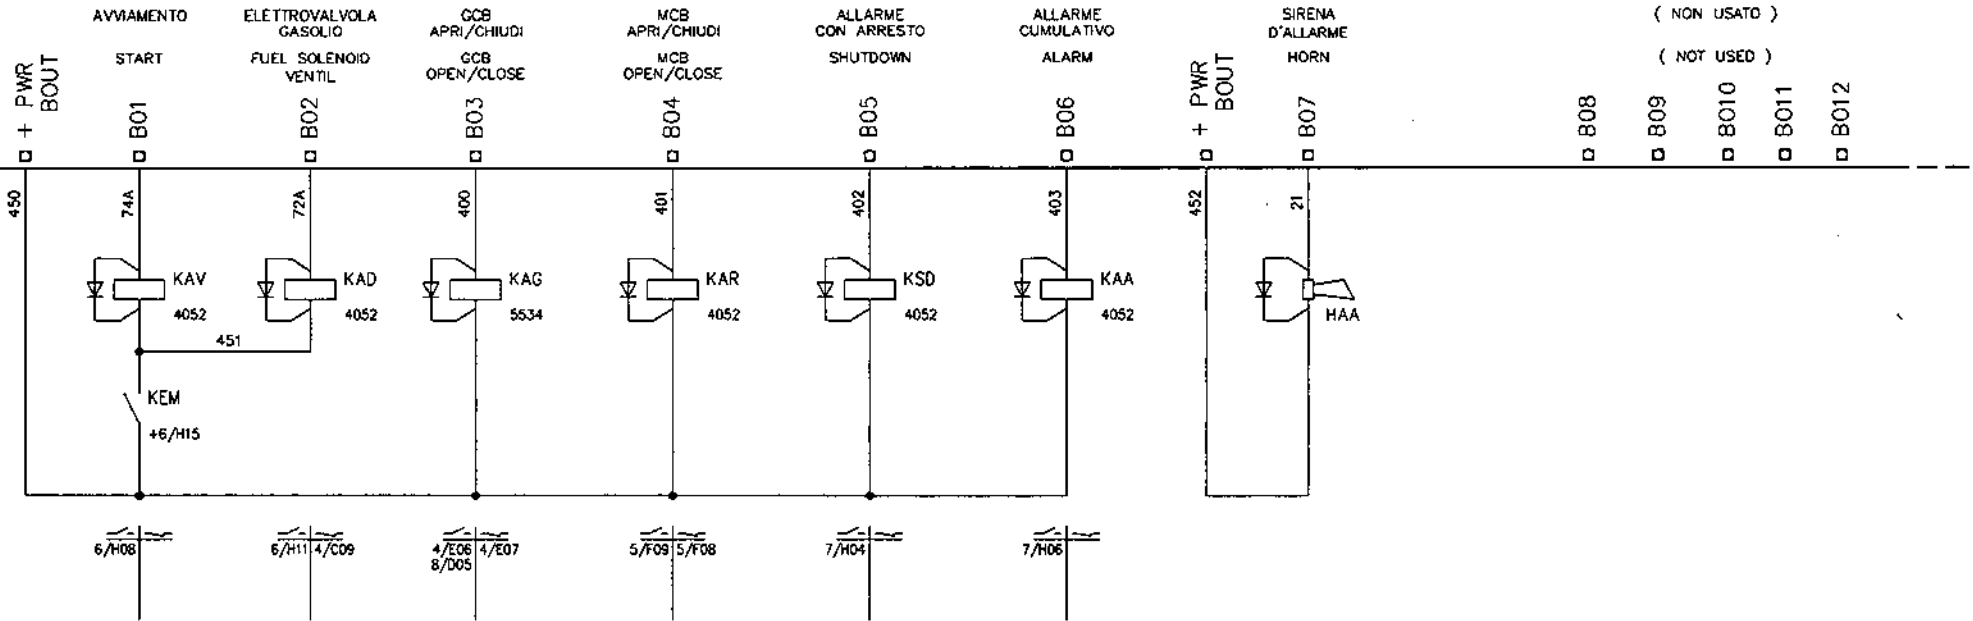 AVVIAMENTO
START
ELETTROVALVOLA
GASOLIO
FUEL SOLENOID
VENTIL
GCB
APRI/CHIUDI
GCB
OPEN/CLOSE
MCB
APRI/CHIUDI
MCB
OPEN/CLOSE
ALLARME
CON ARRESTO
SHUTDOWN
ALLARME
CUMULATIVO
ALARM
SIRENA
D'ALLARME
HORN
( NON USATO )
( NOT USED )
+ PWR
BOUT
BO1
BO2
BO3
BO4
BO5
BO6
+ PWR
BOUT
BO7
BO8
BO9
BO10
BO11
BO12
450
74A
72A
400
401
402
403
452
21
KAV
4052
KAD
4052
KAG
5534
KAR
4052
KSD
4052
KAA
4052
HAA
451
KEM
+6/H15
6/H08
6/H11 4/C09
4/E06 4/E07
8/D05
5/F09 5/F08
7/H04
7/H06